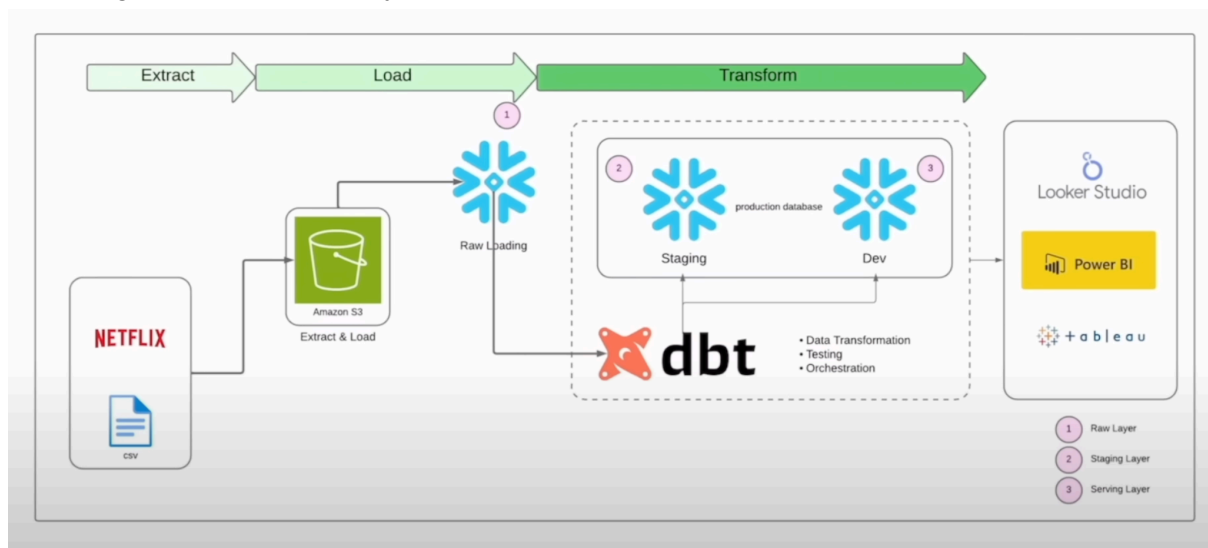 Extract
Load
Transform
1
2
3
production database
Raw Loading
Staging
Dev
Amazon S3
Extract & Load
NETFLIX
csv
dbt
• Data Transformation
• Testing
• Orchestration
Looker Studio
Power BI
+ a b | e a u
1 Raw Layer
2 Staging Layer
3 Serving Layer